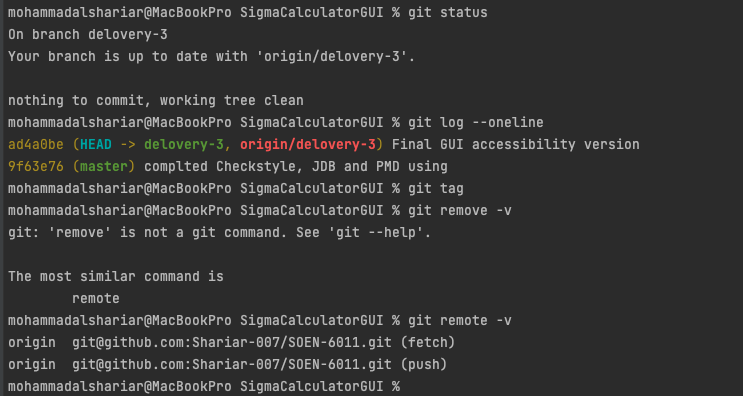 mohammadalshariar@MacBookPro SigmaCalculatorGUI % git status
On branch delovery-3
Your branch is up to date with 'origin/delovery-3'.
nothing to commit, working tree clean
mohammadalshariar@MacBookPro SigmaCalculatorGUI % git log --oneline
ad4a0be (HEAD -> delovery-3, origin/delovery-3) Final GUI accessibility version
9f63e76 (master) complted Checkstyle, JDB and PMD using
mohammadalshariar@MacBookPro SigmaCalculatorGUI % git tag
mohammadalshariar@MacBookPro SigmaCalculatorGUI % git remove -v
git: 'remove' is not a git command. See 'git --help'.
The most similar command is
remote
mohammadalshariar@MacBookPro SigmaCalculatorGUI % git remote -v
origin  git@github.com:Shariar-007/SOEN-6011.git (fetch)
origin  git@github.com:Shariar-007/SOEN-6011.git (push)
mohammadalshariar@MacBookPro SigmaCalculatorGUI %